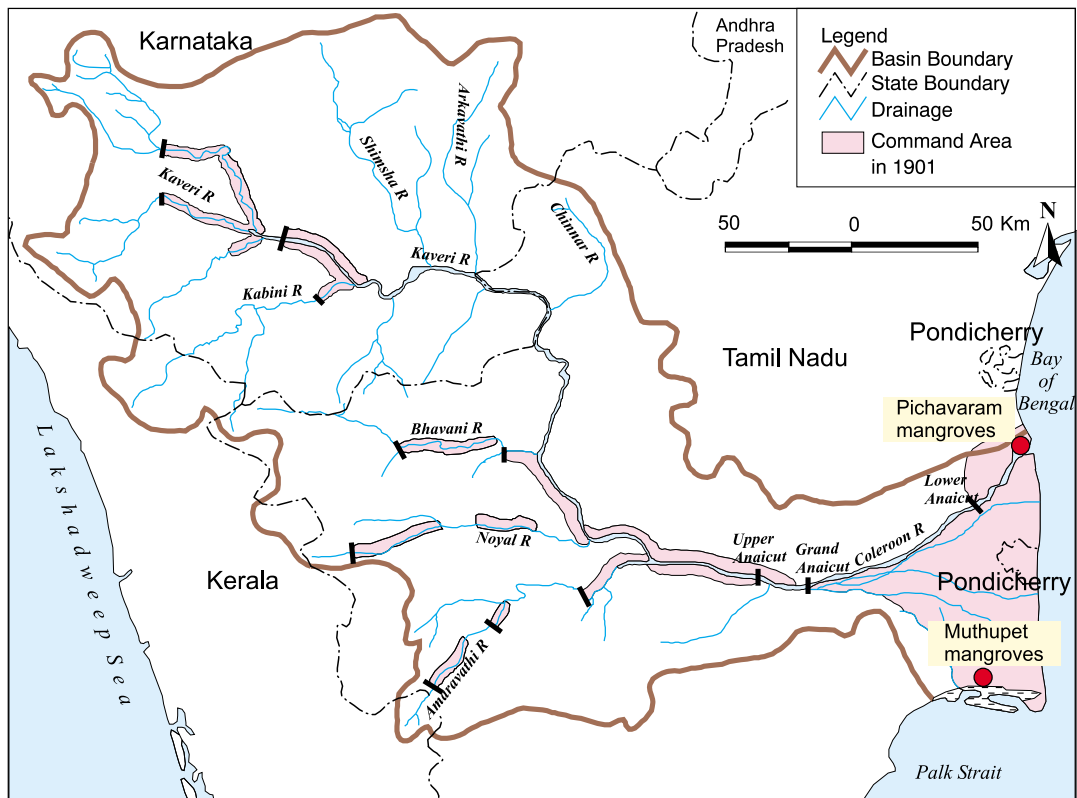 Karnataka
Andhra
Pradesh
Legend
Basin Boundary
State Boundary
Drainage
Command Area
in 1901
50
0
50 Km
N
Shimsha R
Arkavathi R
Chinnar R
Kaveri R
Kaveri R
Kabini R
Pondicherry
Bay
of
Bengal
Tamil Nadu
Pichavaram
mangroves
Bhavani R
Lower
Anaicut
Lakshadweep Sea
Noyal R
Upper
Anaicut
Grand
Anaicut
Coleroon R
Kerala
Pondicherry
Muthupet
mangroves
Amaravathi R
Palk Strait